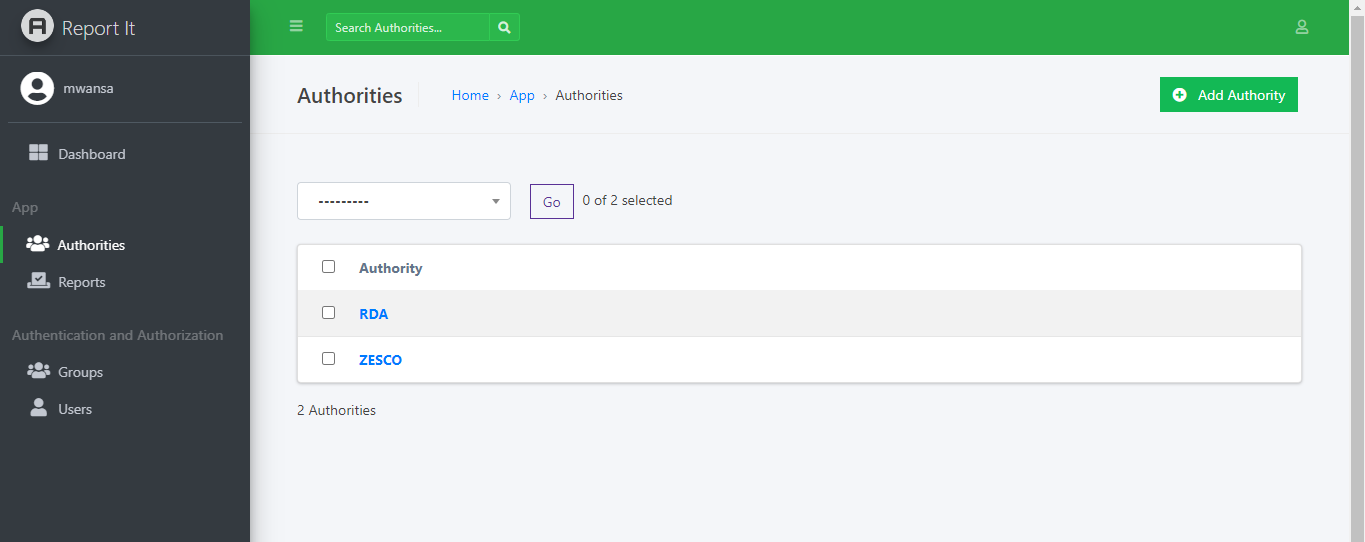 Report It
Search Authorities...
mwansa
Dashboard
App
Authorities
Reports
Authentication and Authorization
Groups
Users
Authorities
Home › App › Authorities
Add Authority
---------
Go
0 of 2 selected
Authority
RDA
ZESCO
2 Authorities